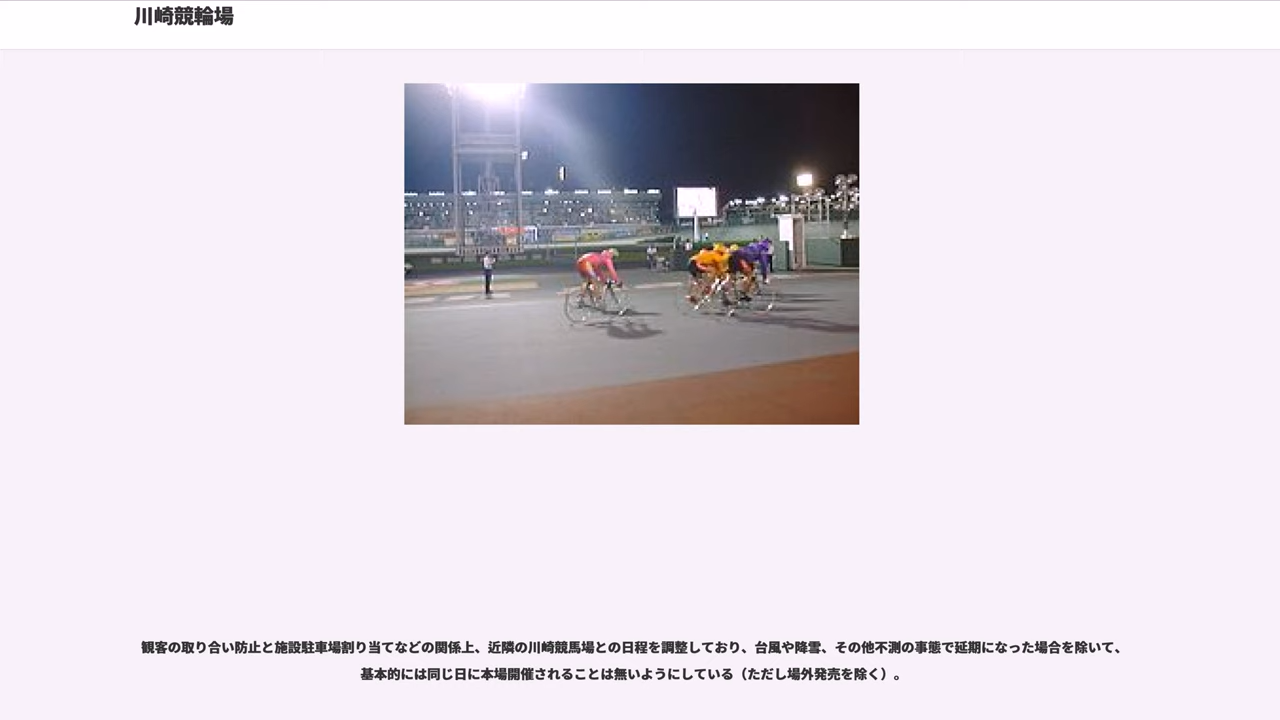 川崎競輪場
観客の取り合い防止と施設駐車場割り当てなどの関係上、近隣の川崎競馬場との日程を調整しており、台風や降雪、その他不測の事態で延期になった場合を除いて、
基本的には同じ日に本場開催されることは無いようにしている（ただし場外発売を除く）。